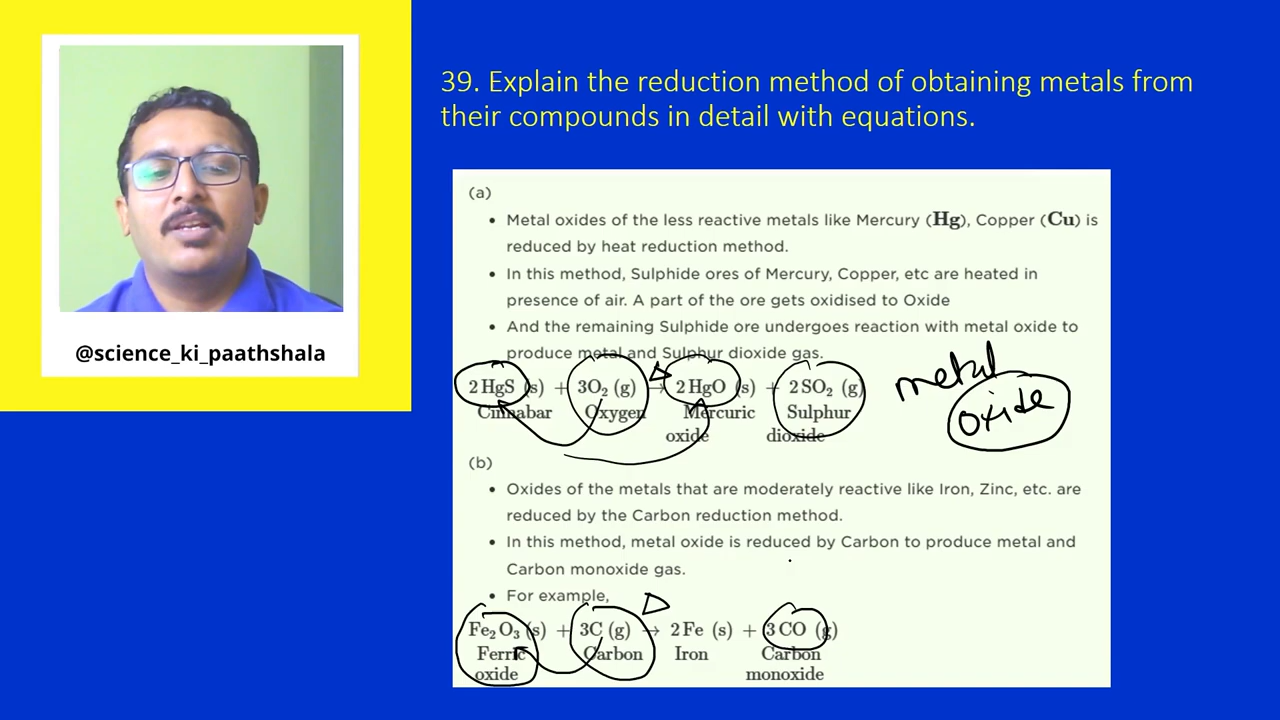 39. Explain the reduction method of obtaining metals from
their compounds in detail with equations.
@science_ki_paathshala
(a)
• Metal oxides of the less reactive metals like Mercury (Hg), Copper (Cu) is
reduced by heat reduction method.
• In this method, Sulphide ores of Mercury, Copper, etc are heated in
presence of air. A part of the ore gets oxidised to Oxide
• And the remaining Sulphide ore undergoes reaction with metal oxide to
produce metal and Sulphur dioxide gas.
2 HgS (s) + 3O₂ (g) Δ → 2 HgO (s) + 2 SO₂ (g)
Cinnabar Oxygen Mercuric Sulphur
oxide dioxide
metal
oxide
(b)
• Oxides of the metals that are moderately reactive like Iron, Zinc, etc. are
reduced by the Carbon reduction method.
• In this method, metal oxide is reduced by Carbon to produce metal and
Carbon monoxide gas.
• For example,
Fe₂O₃ (s) + 3C (g) Δ → 2 Fe (s) + 3 CO (g)
Ferric Carbon Iron Carbon
oxide monoxide